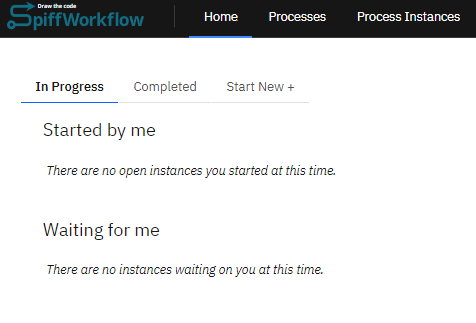 Draw the code
SpiffWorkflow
Home
Processes
Process Instances
In Progress
Completed
Start New +
Started by me
There are no open instances you started at this time.
Waiting for me
There are no instances waiting on you at this time.